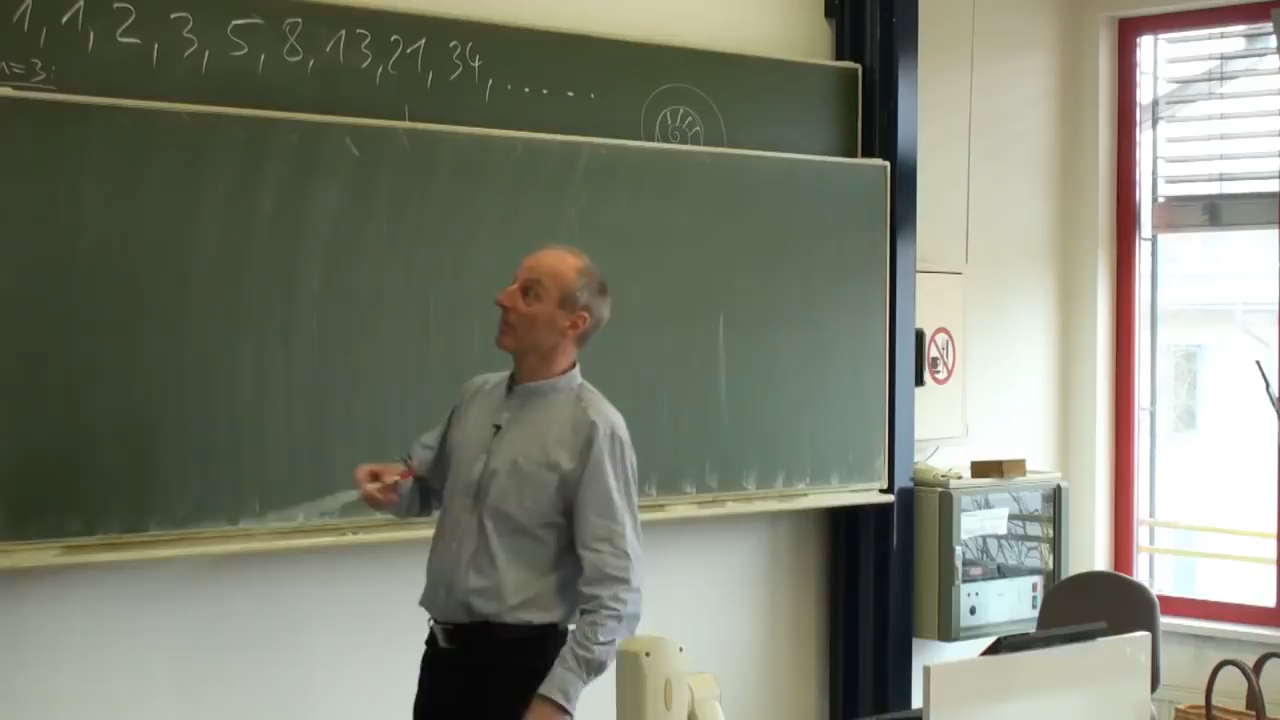 1, 1, 2, 3, 5, 8, 13, 21, 34, ......
n=3: